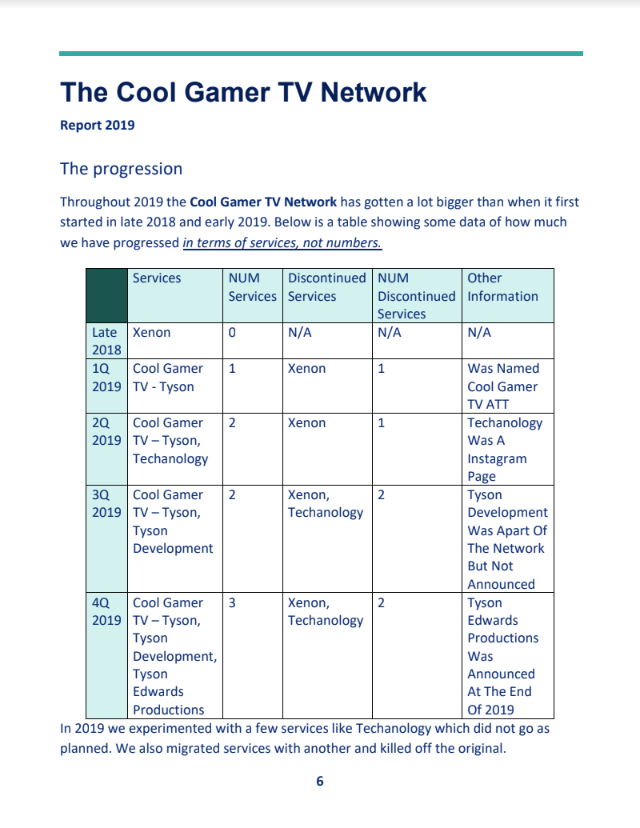 The Cool Gamer TV Network
Report 2019
The progression
Throughout 2019 the Cool Gamer TV Network has gotten a lot bigger than when it first
started in late 2018 and early 2019. Below is a table showing some data of how much
we have progressed in terms of services, not numbers.
Services
NUM Services
Discontinued Services
NUM Discontinued Services
Other Information
Late 2018
Xenon
0
N/A
N/A
N/A
1Q 2019
Cool Gamer TV - Tyson
1
Xenon
1
Was Named Cool Gamer TV ATT
2Q 2019
Cool Gamer TV – Tyson, Techanology
2
Xenon
1
Techanology Was A Instagram Page
3Q 2019
Cool Gamer TV – Tyson, Tyson Development
2
Xenon, Techanology
2
Tyson Development Was Apart Of The Network But Not Announced
4Q 2019
Cool Gamer TV – Tyson, Tyson Development, Tyson Edwards Productions
3
Xenon, Techanology
2
Tyson Edwards Productions Was Announced At The End Of 2019
In 2019 we experimented with a few services like Techanology which did not go as
planned. We also migrated services with another and killed off the original.
6